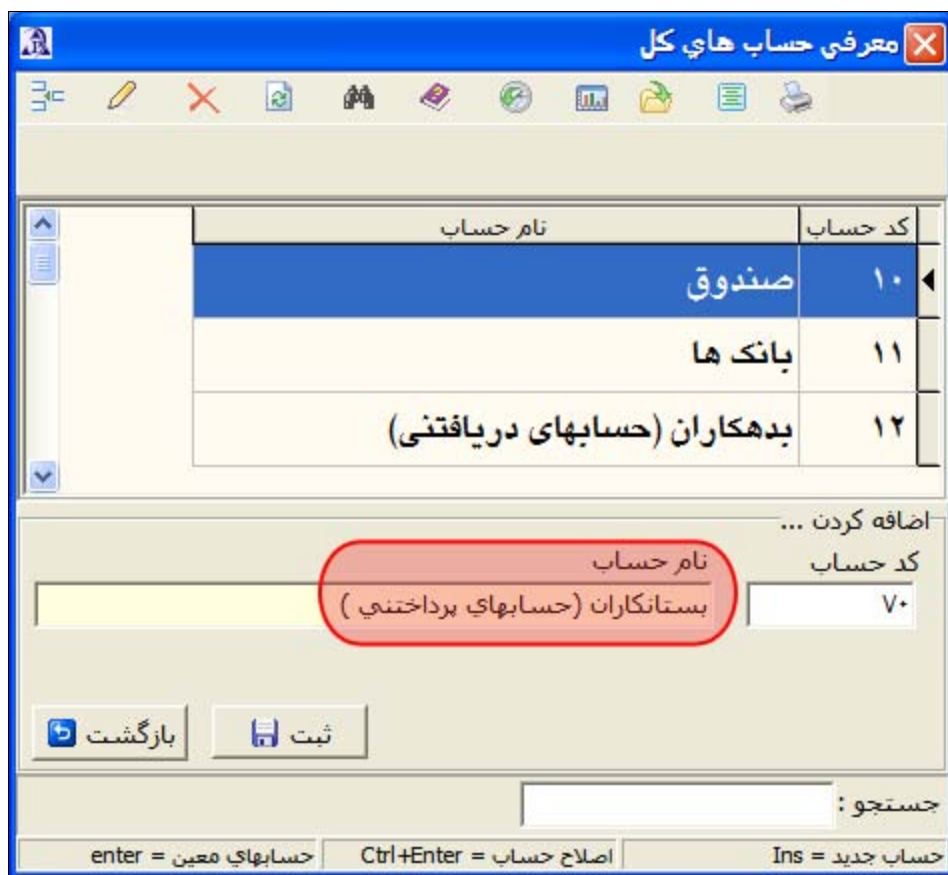 معرفي حساب هاي کل
کد حساب نام حساب
۱۰ صندوق
۱۱ بانک ها
۱۲ بدهکاران (حسابهای دریافتنی)
اضافه کردن ...
کد حساب نام حساب
۷۰ بستانکاران (حسابهاي پرداختني )
ثبت بازگشت
جستجو :
حساب جدید = Ins اصلاح حساب = Ctrl+Enter حسابهاي معین = enter